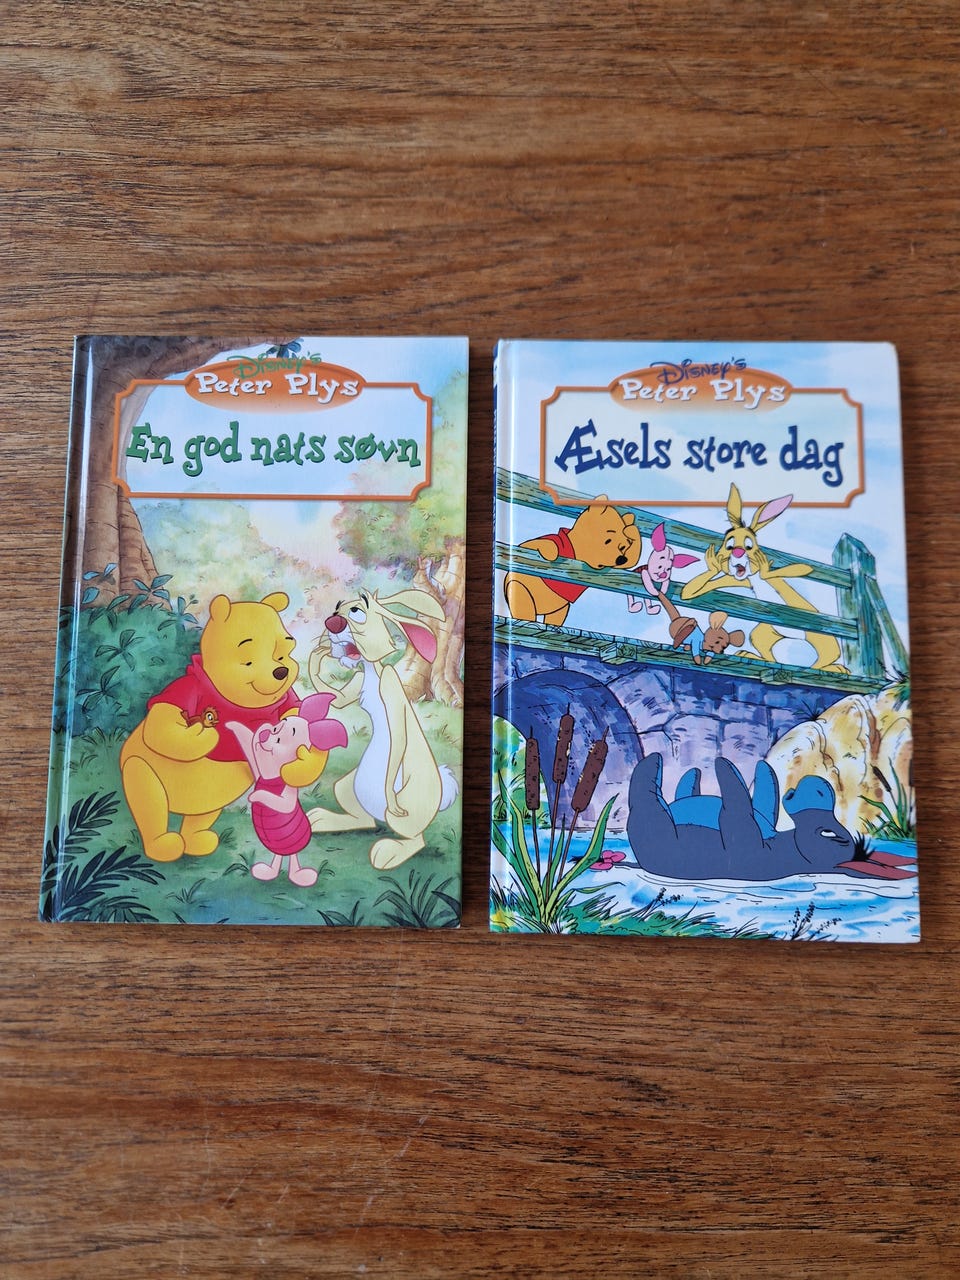 Disney's
Peter Plys
En god nats søvn
Disney's
Peter Plys
Æsels store dag